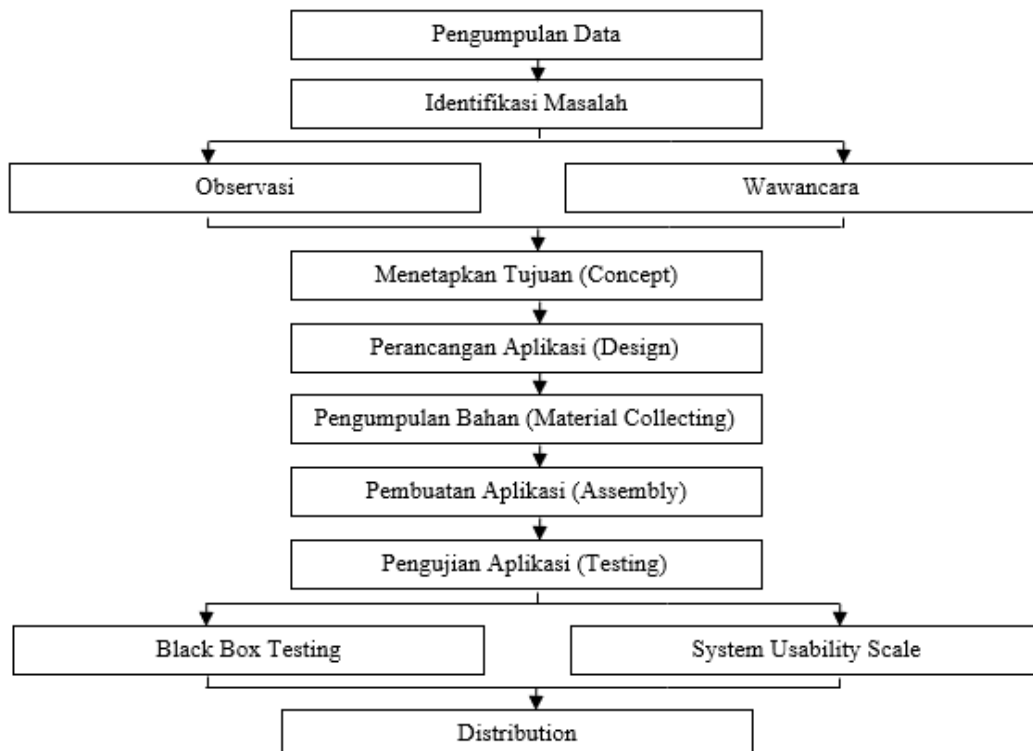 Pengumpulan Data
Identifikasi Masalah
Observasi
Wawancara
Menetapkan Tujuan (Concept)
Perancangan Aplikasi (Design)
Pengumpulan Bahan (Material Collecting)
Pembuatan Aplikasi (Assembly)
Pengujian Aplikasi (Testing)
Black Box Testing
System Usability Scale
Distribution